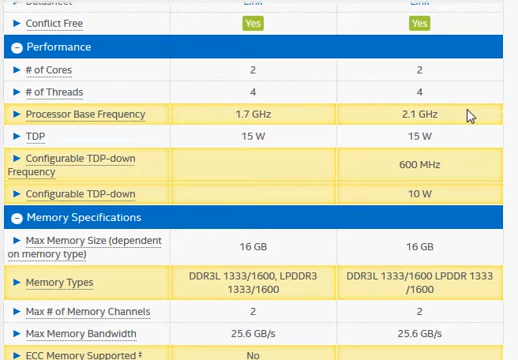 Conflict Free Yes Yes
Performance
# of Cores 2 2
# of Threads 4 4
Processor Base Frequency 1.7 GHz 2.1 GHz
TDP 15 W 15 W
Configurable TDP-down
Frequency 600 MHz
Configurable TDP-down 10 W
Memory Specifications
Max Memory Size (dependent
on memory type) 16 GB 16 GB
Memory Types DDR3L 1333/1600, LPDDR3
1333/1600 DDR3L 1333/1600 LPDDR 1333
/1600
Max # of Memory Channels 2 2
Max Memory Bandwidth 25.6 GB/s 25.6 GB/s
ECC Memory Supported ‡ No